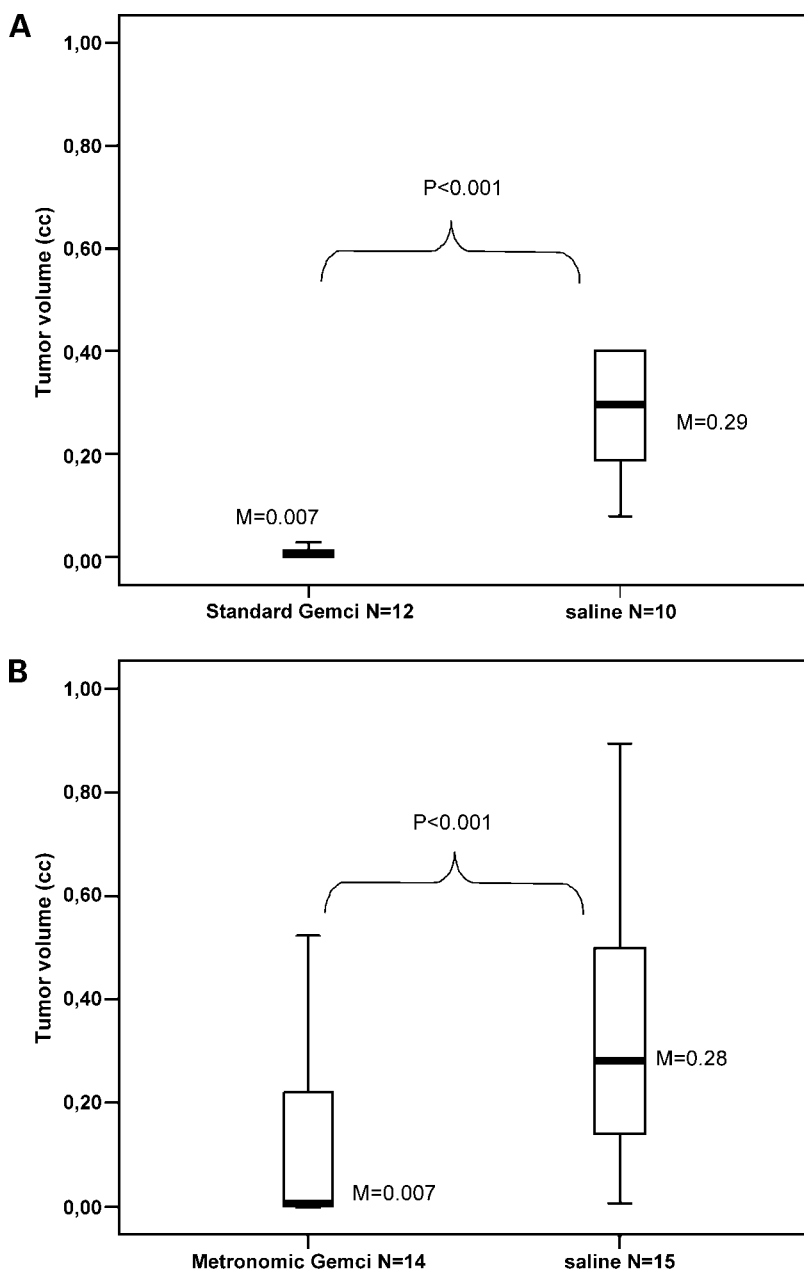 A
1,00
0,80
P<0.001
0,60
Tumor volume (cc)
0,40
M=0.29
0,20
M=0.007
0,00
Standard Gemci N=12
saline N=10
B
1,00
0,80
P<0.001
0,60
Tumor volume (cc)
0,40
M=0.28
0,20
M=0.007
0,00
Metronomic Gemci N=14
saline N=15